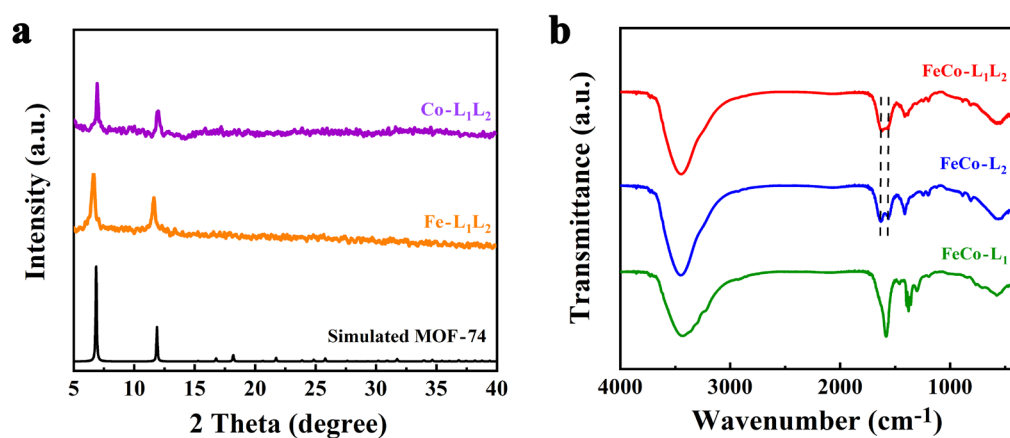 a
Intensity (a.u.)
Co-L₁L₂
Fe-L₁L₂
Simulated MOF-74
5 10 15 20 25 30 35 40
2 Theta (degree)
b
Transmittance (a.u.)
FeCo-L₁L₂
FeCo-L₂
FeCo-L₁
4000 3000 2000 1000
Wavenumber (cm⁻¹)